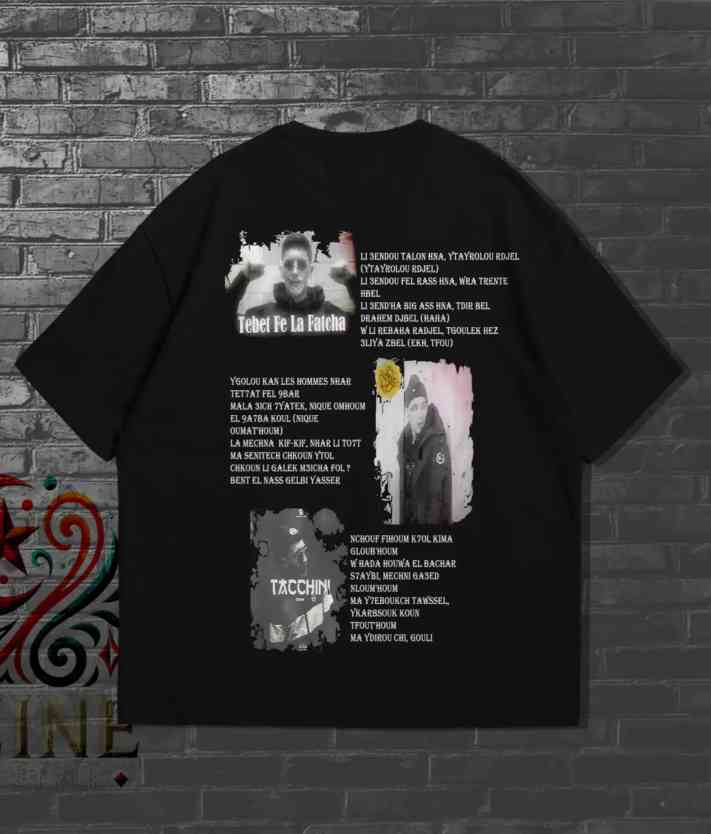 Tebet Fe La Fatcha
LI 3ENDOU TALON HNA, YTAYROLOU RDJEL
(YTAYROLOU RDJEL)
LI 3ENDOU FEL RASS HNA, WRA TRENTE
HBEL
LI 3END'HA BIG ASS HNA, TDIR BEL
DRAHEM DJBEL (HAHA)
W LI REBAHA RADJEL, TGOULEK HEZ
3LIYA ZBEL (EKH, TFOU)
YGOLOU KAN LES HOMMES NHAR
TET7AT FEL 9BAR
MALA 3ICH 7YATEK, NIQUE OMHOUM
EL 9A7BA KOUL (NIQUE
OUMAT'HOUM)
LA MECHNA KIF-KIF, NHAR LI TO7T
MA SENITECH CHKOUN YTOL
CHKOUN LI GALEK M3ICHA FOL ?
BENT EL NASS GELBI YASSER
TACCHINI
NCHOUF FIHOUM K7OL KIMA
GLOUB'HOUM
W HADA HOUWA EL BACHAR
S7AYBI, MECHNI GA3ED
NLOUM'HOUM
MA Y7EBOUKCH TAWSSEL,
YKARBSOUK KOUN
TFOUT'HOUM
MA YDIROU CHI, GOULI
INE